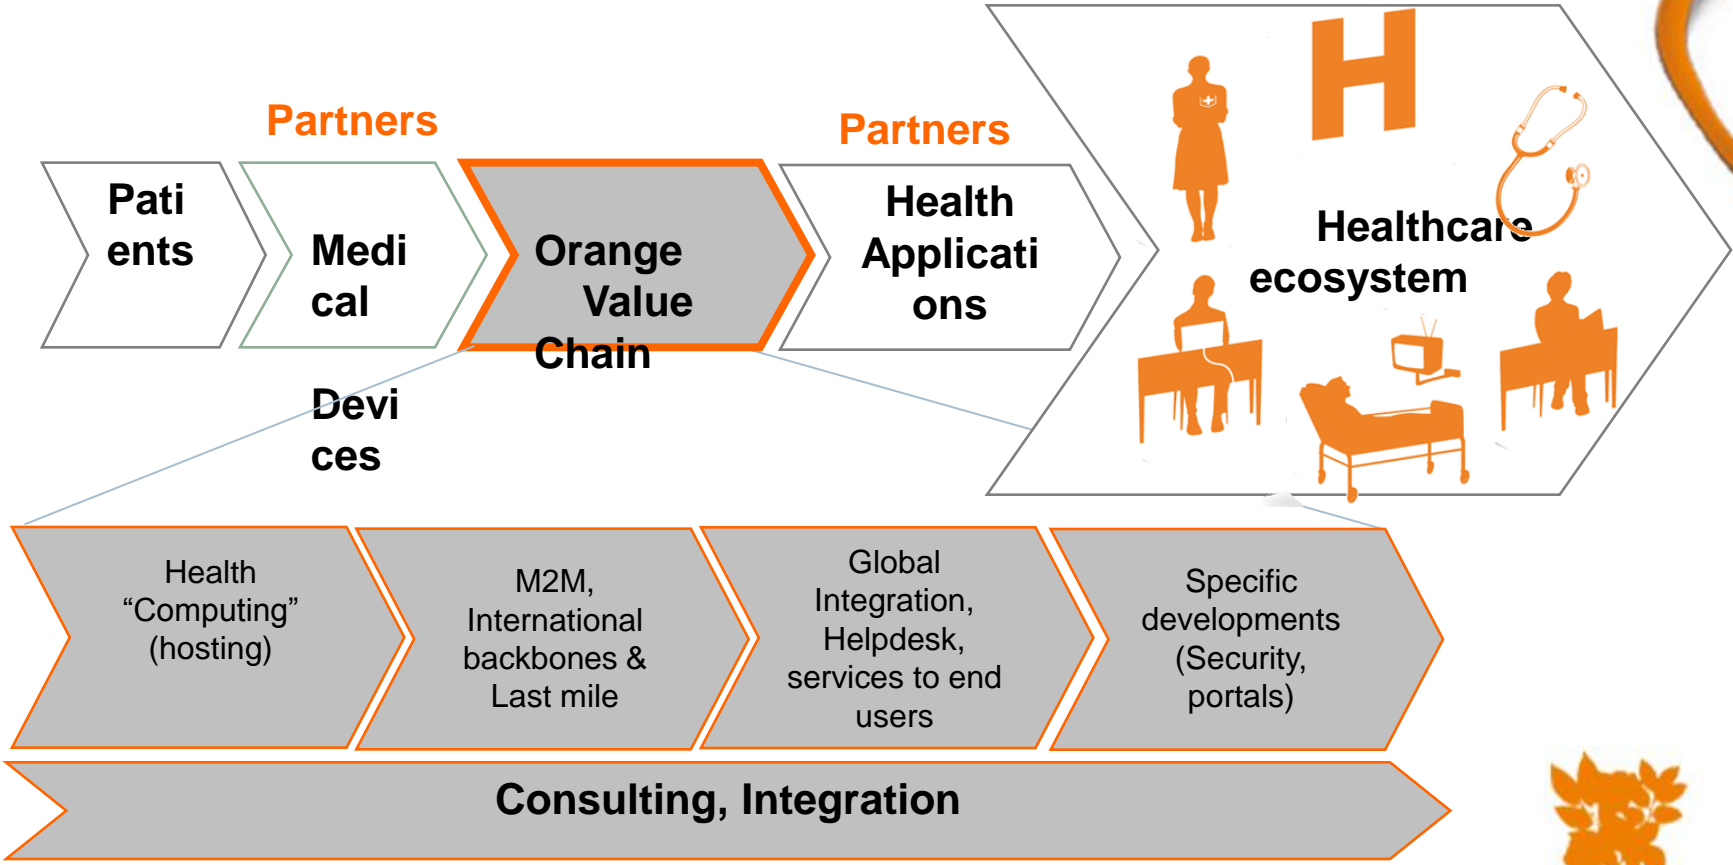 Partners
Partners
Pati
ents
Medi
cal
Devi
ces
Orange
Value
Chain
Health
Applicati
ons
H
Healthcare
ecosystem
Health
“Computing”
(hosting)
M2M,
International
backbones &
Last mile
Global
Integration,
Helpdesk,
services to end
users
Specific
developments
(Security,
portals)
Consulting, Integration